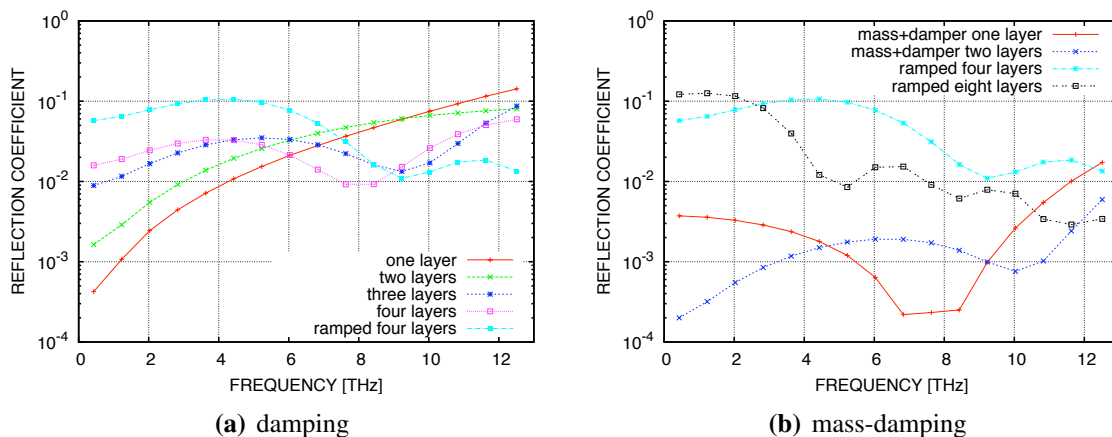 10^0
10^-1
10^-2
10^-3
10^-4
REFLECTION COEFFICIENT
0 2 4 6 8 10 12
FREQUENCY [THz]
one layer
two layers
three layers
four layers
ramped four layers
(a) damping
10^0
10^-1
10^-2
10^-3
10^-4
REFLECTION COEFFICIENT
0 2 4 6 8 10 12
FREQUENCY [THz]
mass+damper one layer
mass+damper two layers
ramped four layers
ramped eight layers
(b) mass-damping